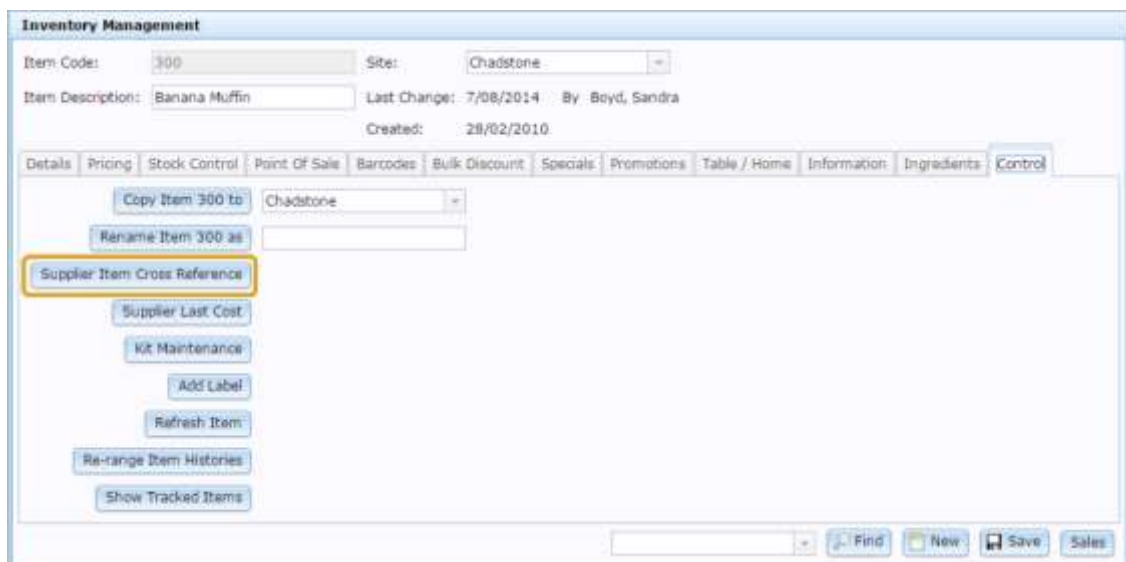 Inventory Management
Item Code: 300 Site: Chadstone
Item Description: Banana Muffin Last Change: 7/08/2014 By Boyd, Sandra
Created: 28/02/2010
Details Pricing Stock Control Point Of Sale Barcodes Bulk Discount Specials Promotions Table / Home Information Ingredients Control
Copy Item 300 to Chadstone
Rename Item 300 as
Supplier Item Cross Reference
Supplier Last Cost
Kit Maintenance
Add Label
Refresh Item
Re-range Item Histories
Show Tracked Items
Find New Save Sales